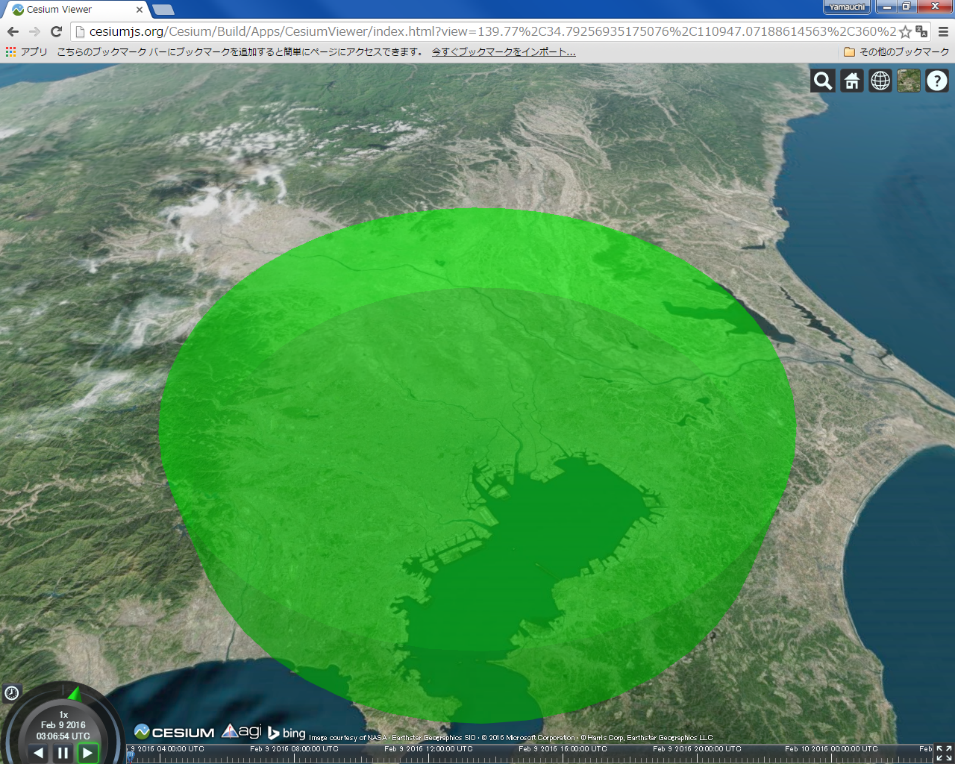 Cesium Viewer
Yamauchi
cesiumjs.org/Cesium/Build/Apps/CesiumViewer/index.html?view=139.77%2C34.79256935175076%2C110947.07188614563%2C360%2
アプリ こちらのブックマーク バーにブックマークを追加すると簡単にページにアクセスできます。 今すぐブックマークをインポート... その他のブックマーク
1x
Feb 9 2016
03:06:54 UTC
CESIUM agi bing Image courtesy of NASA · Earthstar Geographics SIO · © 2016 Microsoft Corporation · © Harris Corp, Earthstar Geographics LLC
9 2016 04:00:00 UTC Feb 9 2016 08:00:00 UTC Feb 9 2016 12:00:00 UTC Feb 9 2016 16:00:00 UTC Feb 9 2016 20:00:00 UTC Feb 10 2016 00:00:00 UTC Feb